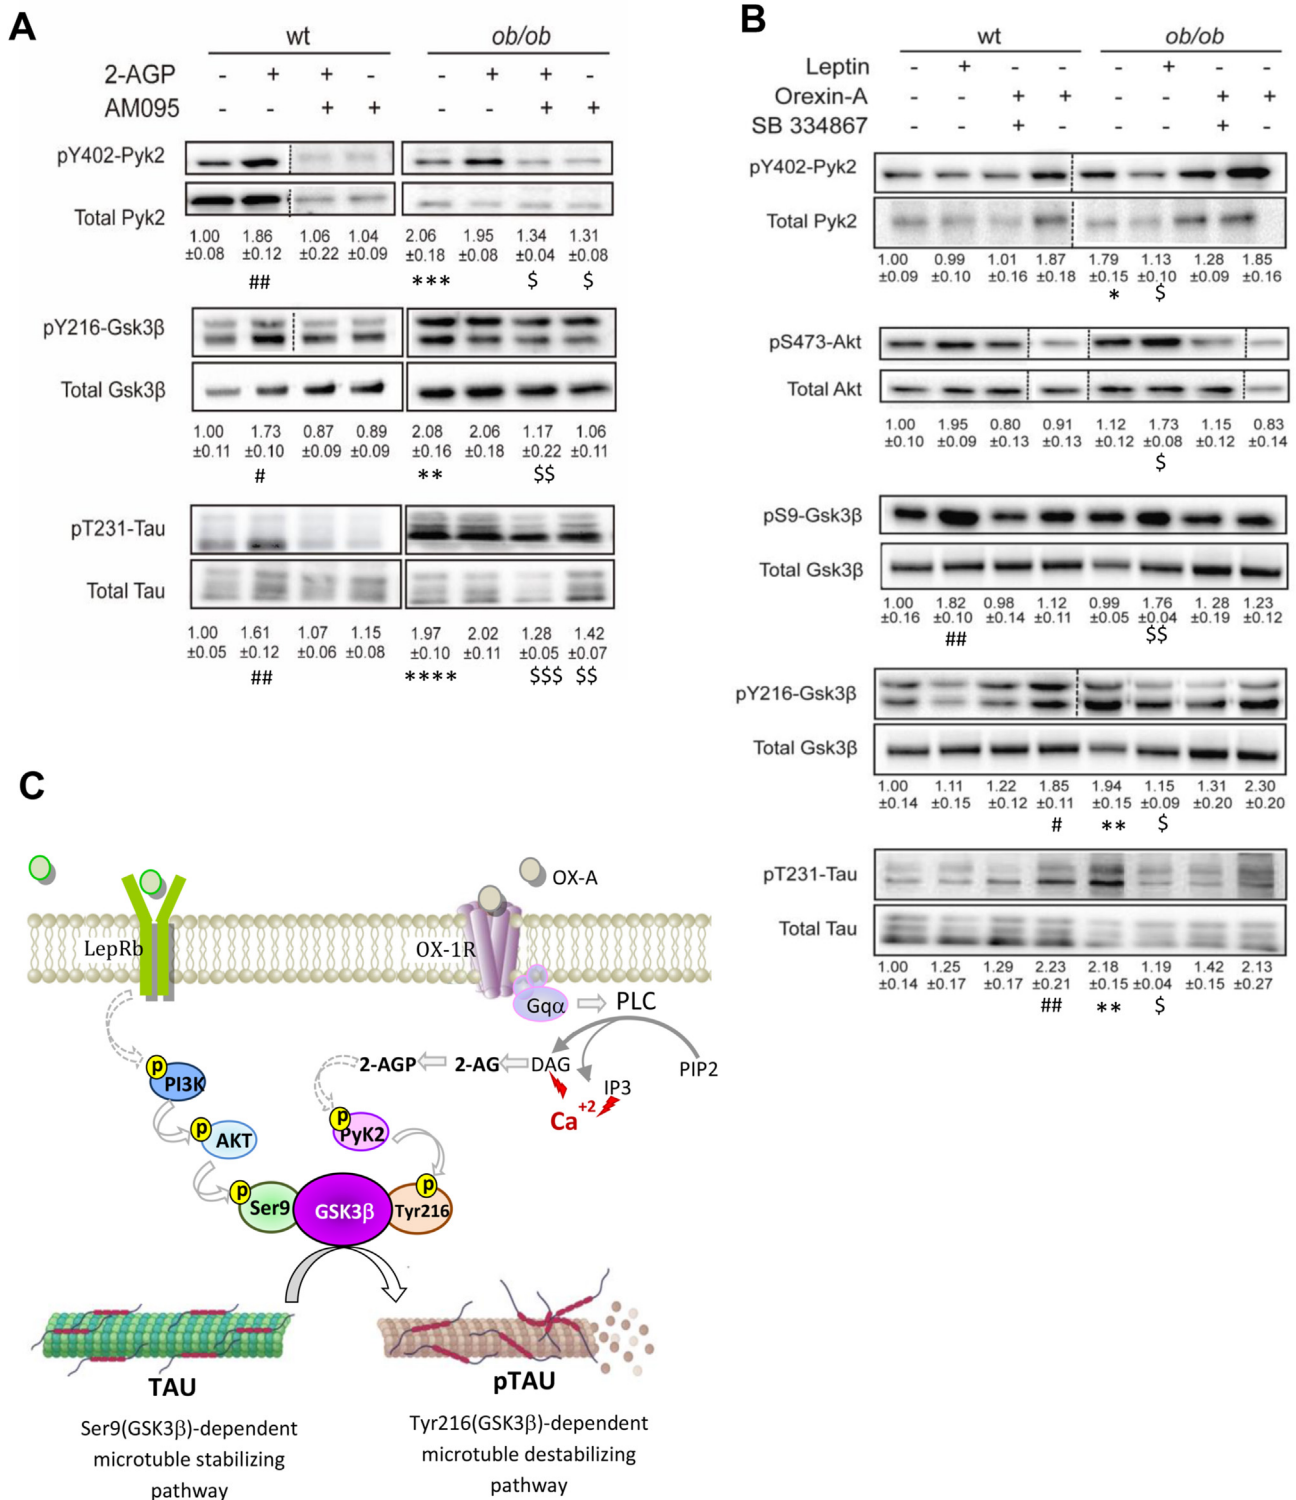 A
wt ob/ob
2-AGP - + + - - + + -
AM095 - - + + - - + +
pY402-Pyk2
Total Pyk2
1.00 1.86 1.06 1.04 2.06 1.95 1.34 1.31
±0.08 ±0.12 ±0.22 ±0.09 ±0.18 ±0.08 ±0.04 ±0.08
## *** $ $
pY216-Gsk3β
Total Gsk3β
1.00 1.73 0.87 0.89 2.08 2.06 1.17 1.06
±0.11 ±0.10 ±0.09 ±0.09 ±0.16 ±0.18 ±0.22 ±0.11
# ** $$
pT231-Tau
Total Tau
1.00 1.61 1.07 1.15 1.97 2.02 1.28 1.42
±0.05 ±0.12 ±0.06 ±0.08 ±0.10 ±0.11 ±0.05 ±0.07
## **** $$$ $$
B
wt ob/ob
Leptin - + - - - + - -
Orexin-A - - + + - - + +
SB 334867 - - + - - - + -
pY402-Pyk2
Total Pyk2
1.00 0.99 1.01 1.87 1.79 1.13 1.28 1.85
±0.09 ±0.10 ±0.16 ±0.18 ±0.15 ±0.10 ±0.09 ±0.16
* $
pS473-Akt
Total Akt
1.00 1.95 0.80 0.91 1.12 1.73 1.15 0.83
±0.10 ±0.09 ±0.13 ±0.13 ±0.12 ±0.08 ±0.12 ±0.14
$
pS9-Gsk3β
Total Gsk3β
1.00 1.82 0.98 1.12 0.99 1.76 1. 28 1.23
±0.16 ±0.10 ±0.14 ±0.11 ±0.05 ±0.04 ±0.19 ±0.12
## $$
pY216-Gsk3β
Total Gsk3β
1.00 1.11 1.22 1.85 1.94 1.15 1.31 2.30
±0.14 ±0.15 ±0.12 ±0.11 ±0.15 ±0.09 ±0.20 ±0.20
# ** $
pT231-Tau
Total Tau
1.00 1.25 1.29 2.23 2.18 1.19 1.42 2.13
±0.14 ±0.17 ±0.17 ±0.21 ±0.15 ±0.04 ±0.15 ±0.27
## ** $
C
OX-A
LepRb OX-1R
Gqα PLC
2-AGP 2-AG DAG PIP2
IP3
Ca +2
p PI3K
p PyK2
p AKT
p Ser9 GSK3β p Tyr216
TAU pTAU
Ser9(GSK3β)-dependent
microtuble stabilizing
pathway
Tyr216(GSK3β)-dependent
microtuble destabilizing
pathway